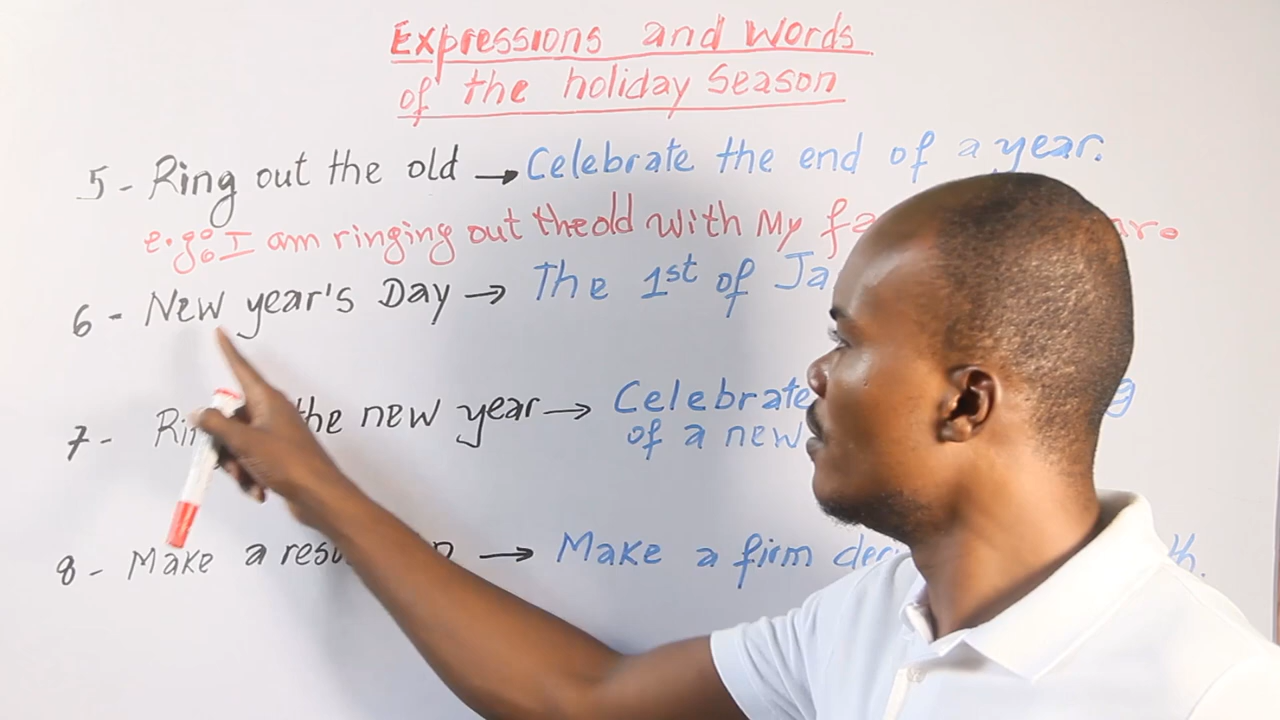 Expressions and Words
of the holiday Season
5 - Ring out the old → Celebrate the end of a year.
e.g: I am ringing out the old with My
6 - New year's Day → The 1st of
7 - the new year → Celebrate
of a new
8 - Make a → Make a firm